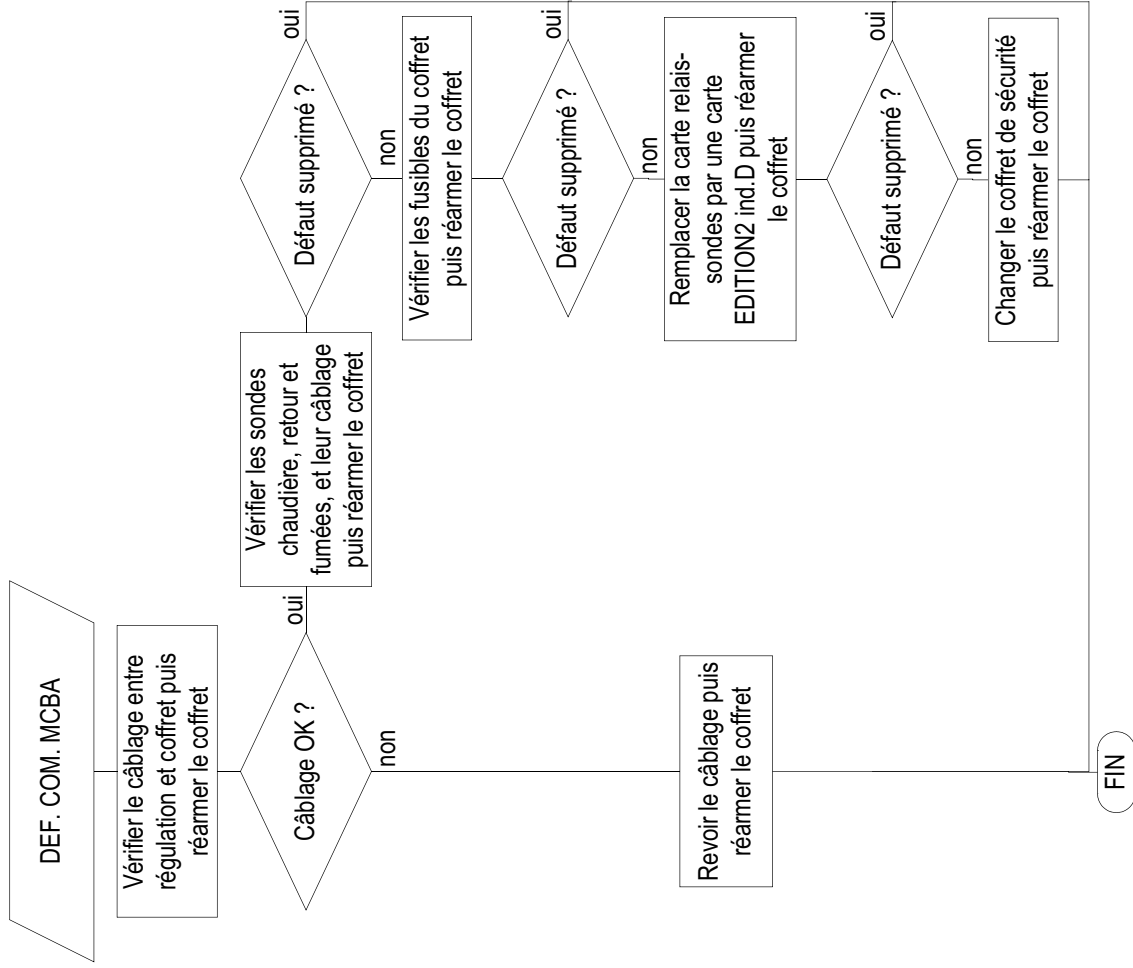 DEF. COM. MCBA
Vérifier le câblage entre
régulation et coffret puis
réarmer le coffret
Câblage OK ?
oui
non
Revoir le câblage puis
réarmer le coffret
Vérifier les sondes
chaudière, retour et
fumées, et leur câblage
puis réarmer le coffret
Défaut supprimé ?
oui
non
Vérifier les fusibles du coffret
puis réarmer le coffret
Défaut supprimé ?
oui
non
Remplacer la carte relais-
sondes par une carte
EDITION2 ind.D puis réarmer
le coffret
Défaut supprimé ?
oui
non
Changer le coffret de sécurité
puis réarmer le coffret
FIN